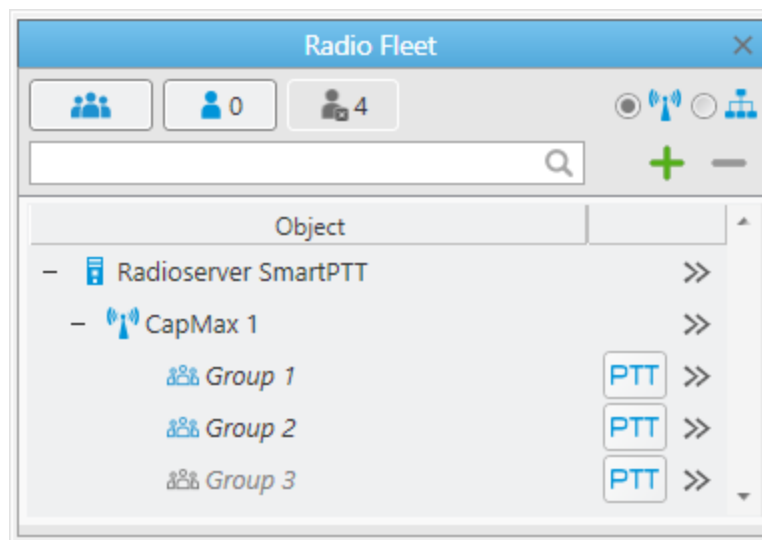 Radio Fleet
0 4
Object
Radioserver SmartPTT
CapMax 1
Group 1 PTT
Group 2 PTT
Group 3 PTT